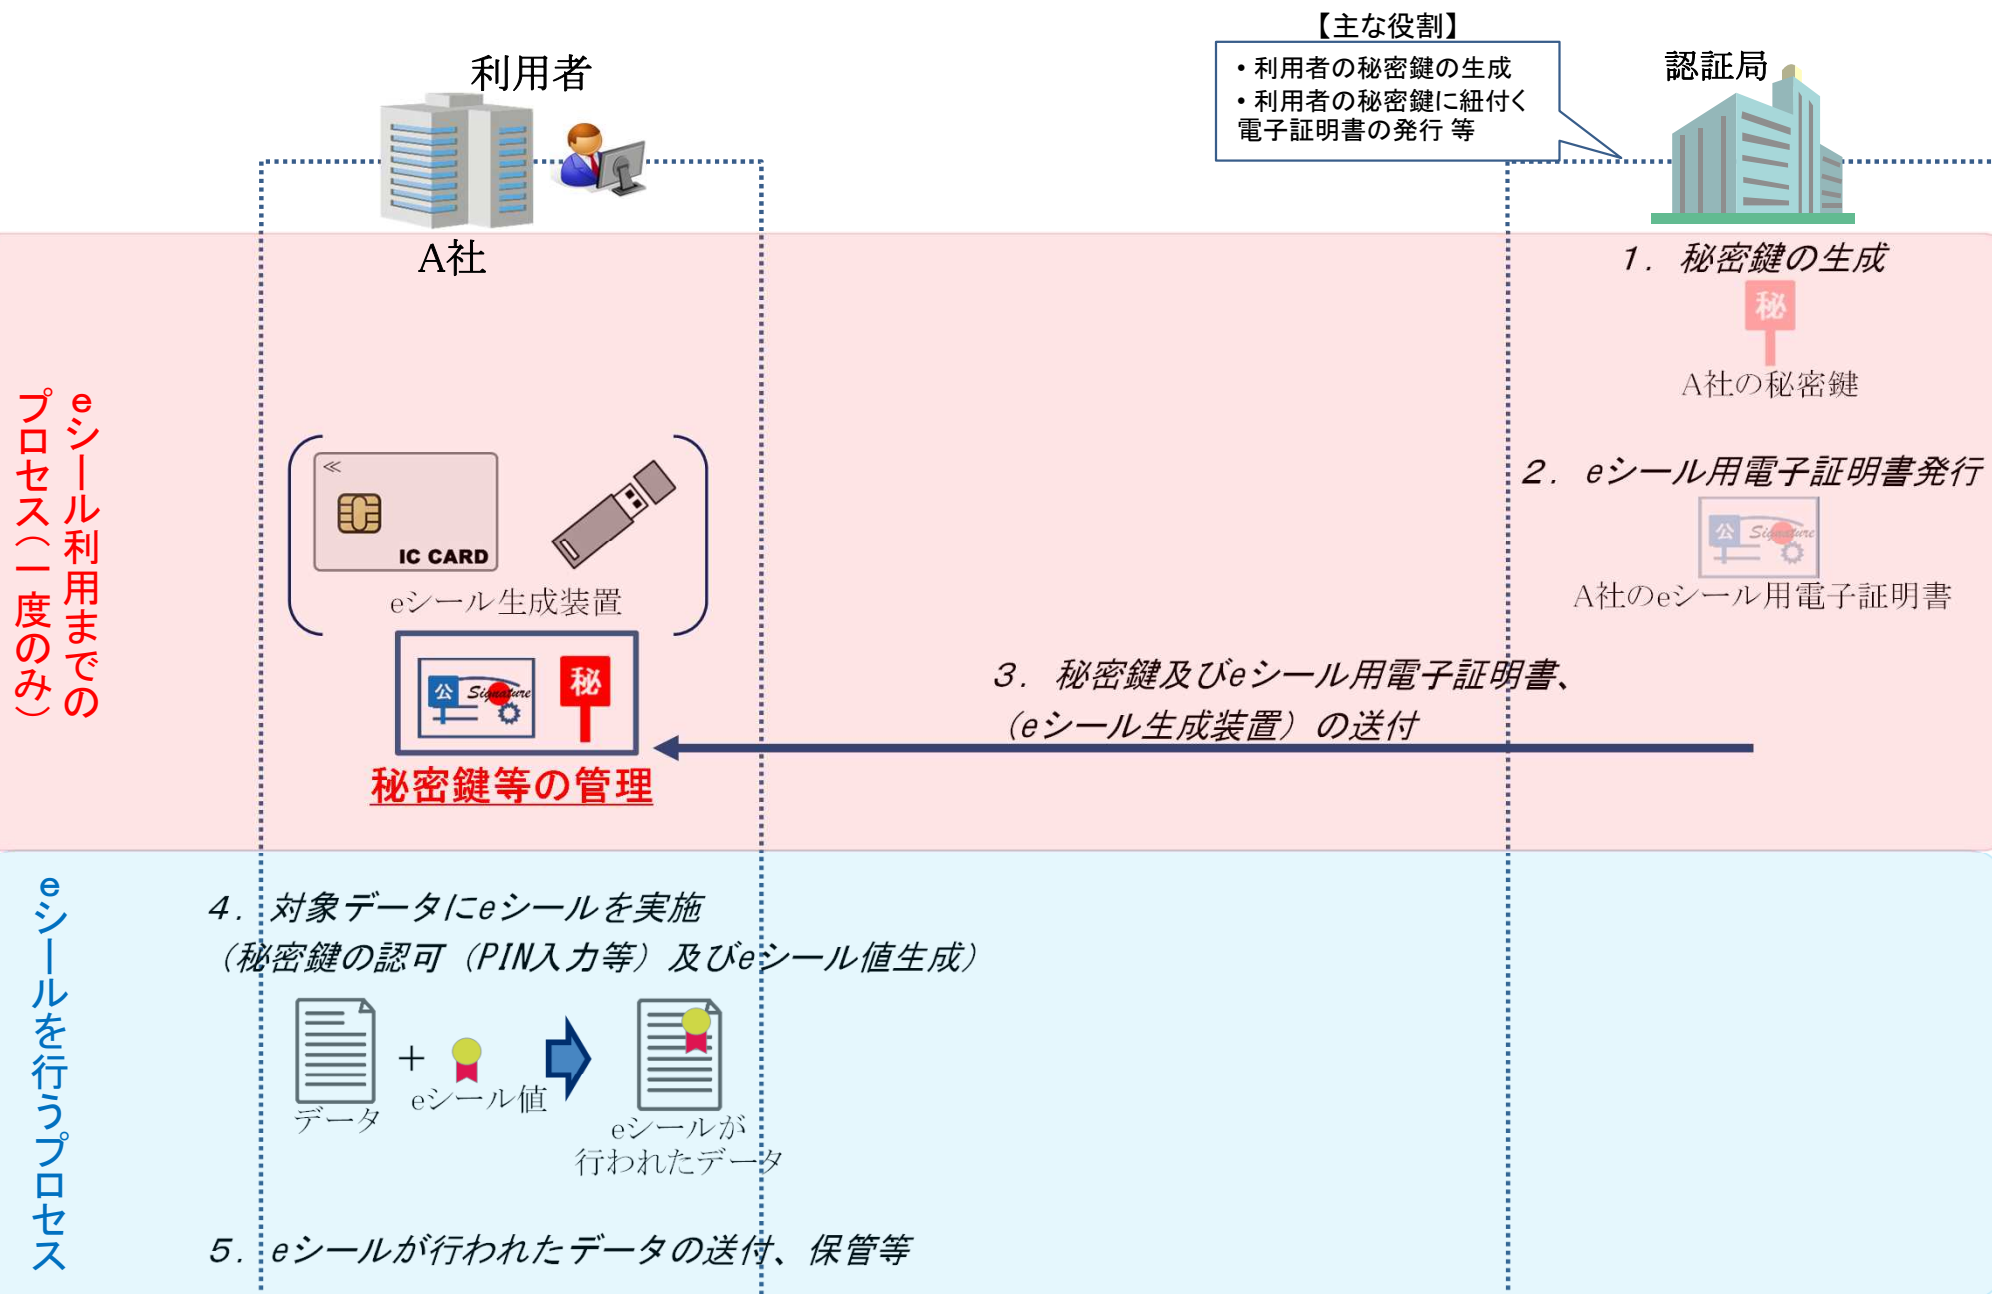 【主な役割】
・利用者の秘密鍵の生成
・利用者の秘密鍵に紐付く
電子証明書の発行 等
利用者
認証局
A社
eシール利用までの
プロセス（一度のみ）
１．秘密鍵の生成
秘
A社の秘密鍵
２．eシール用電子証明書発行
公 Signature
A社のeシール用電子証明書
≪
IC CARD
eシール生成装置
公 Signature 秘
秘密鍵等の管理
３．秘密鍵及びeシール用電子証明書、
（eシール生成装置）の送付
eシールを行うプロセス
４．対象データにeシールを実施
（秘密鍵の認可（PIN入力等）及びeシール値生成）
データ
＋
eシール値
eシールが
行われたデータ
５．eシールが行われたデータの送付、保管等